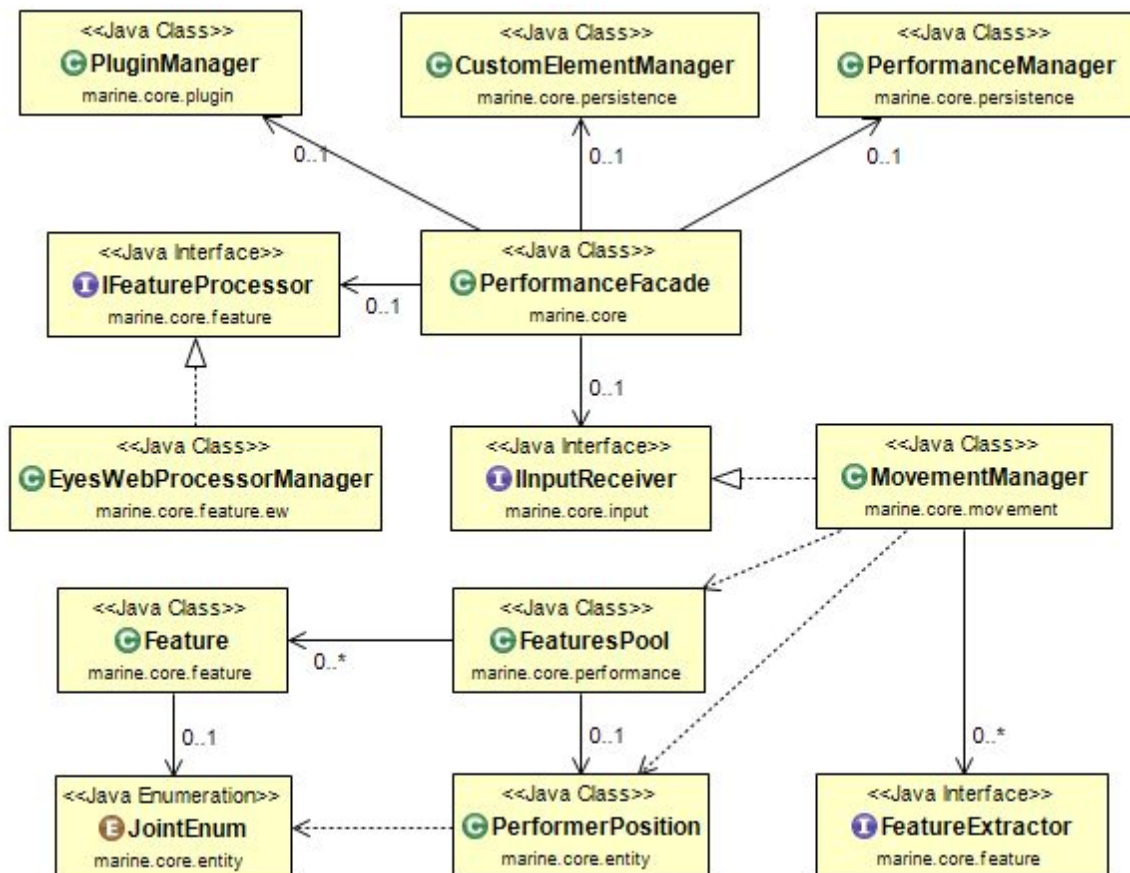 <<Java Class>>
C PluginManager
marine.core.plugin
<<Java Class>>
C CustomElementManager
marine.core.persistence
<<Java Class>>
C PerformanceManager
marine.core.persistence
0..1
0..1
0..1
<<Java Interface>>
I IFeatureProcessor
marine.core.feature
<<Java Class>>
C PerformanceFacade
marine.core
0..1
0..1
<<Java Class>>
C EyesWebProcessorManager
marine.core.feature.ew
<<Java Interface>>
I IInputReceiver
marine.core.input
<<Java Class>>
C MovementManager
marine.core.movement
<<Java Class>>
C Feature
marine.core.feature
<<Java Class>>
C FeaturesPool
marine.core.performance
0..*
0..1
0..1
0..*
<<Java Enumeration>>
E JointEnum
marine.core.entity
<<Java Class>>
C PerformerPosition
marine.core.entity
<<Java Interface>>
I FeatureExtractor
marine.core.feature